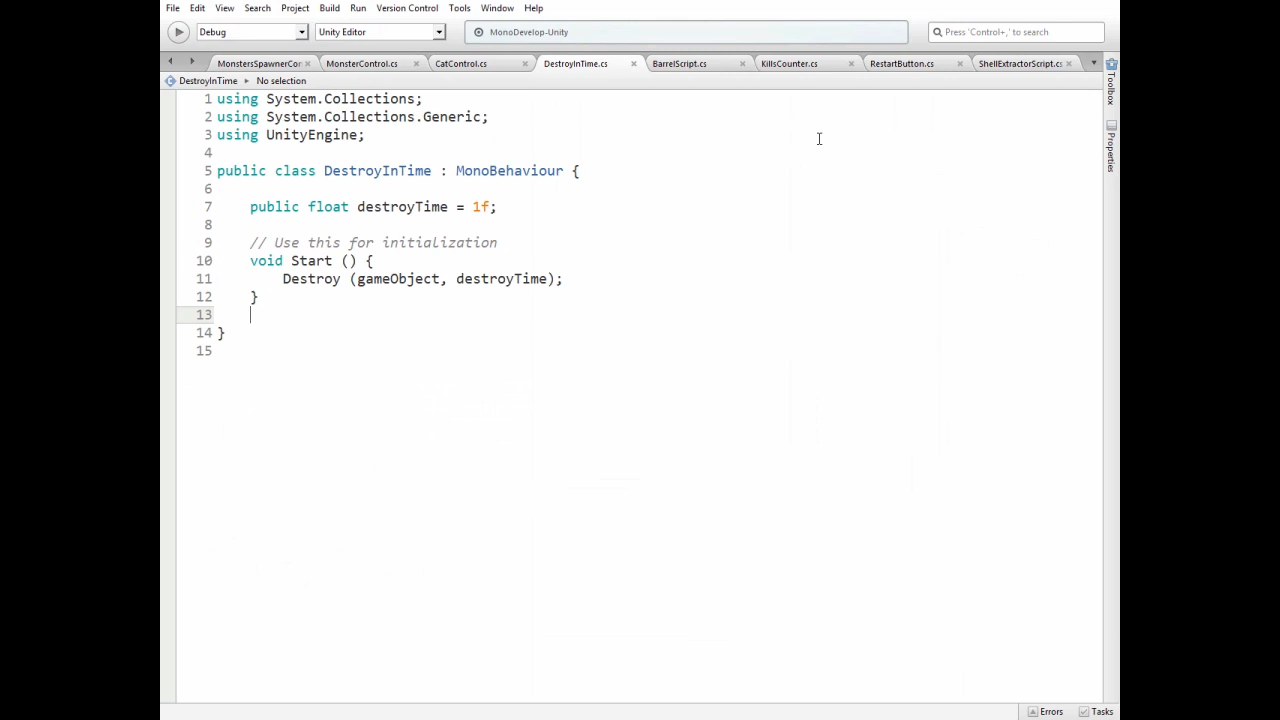 File Edit View Search Project Build Run Version Control Tools Window Help
Debug Unity Editor MonoDevelop-Unity Press 'Control+,' to search
MonstersSpawnerCor MonsterControl.cs CatControl.cs DestroyInTime.cs BarrelScript.cs KillsCounter.cs RestartButton.cs ShellExtractorScript.cs
DestroyInTime No selection
Toolbox
Properties
1 using System.Collections;
2 using System.Collections.Generic;
3 using UnityEngine;
4
5 public class DestroyInTime : MonoBehaviour {
6
7 public float destroyTime = 1f;
8
9 // Use this for initialization
10 void Start () {
11 Destroy (gameObject, destroyTime);
12 }
13
14 }
15
Errors Tasks